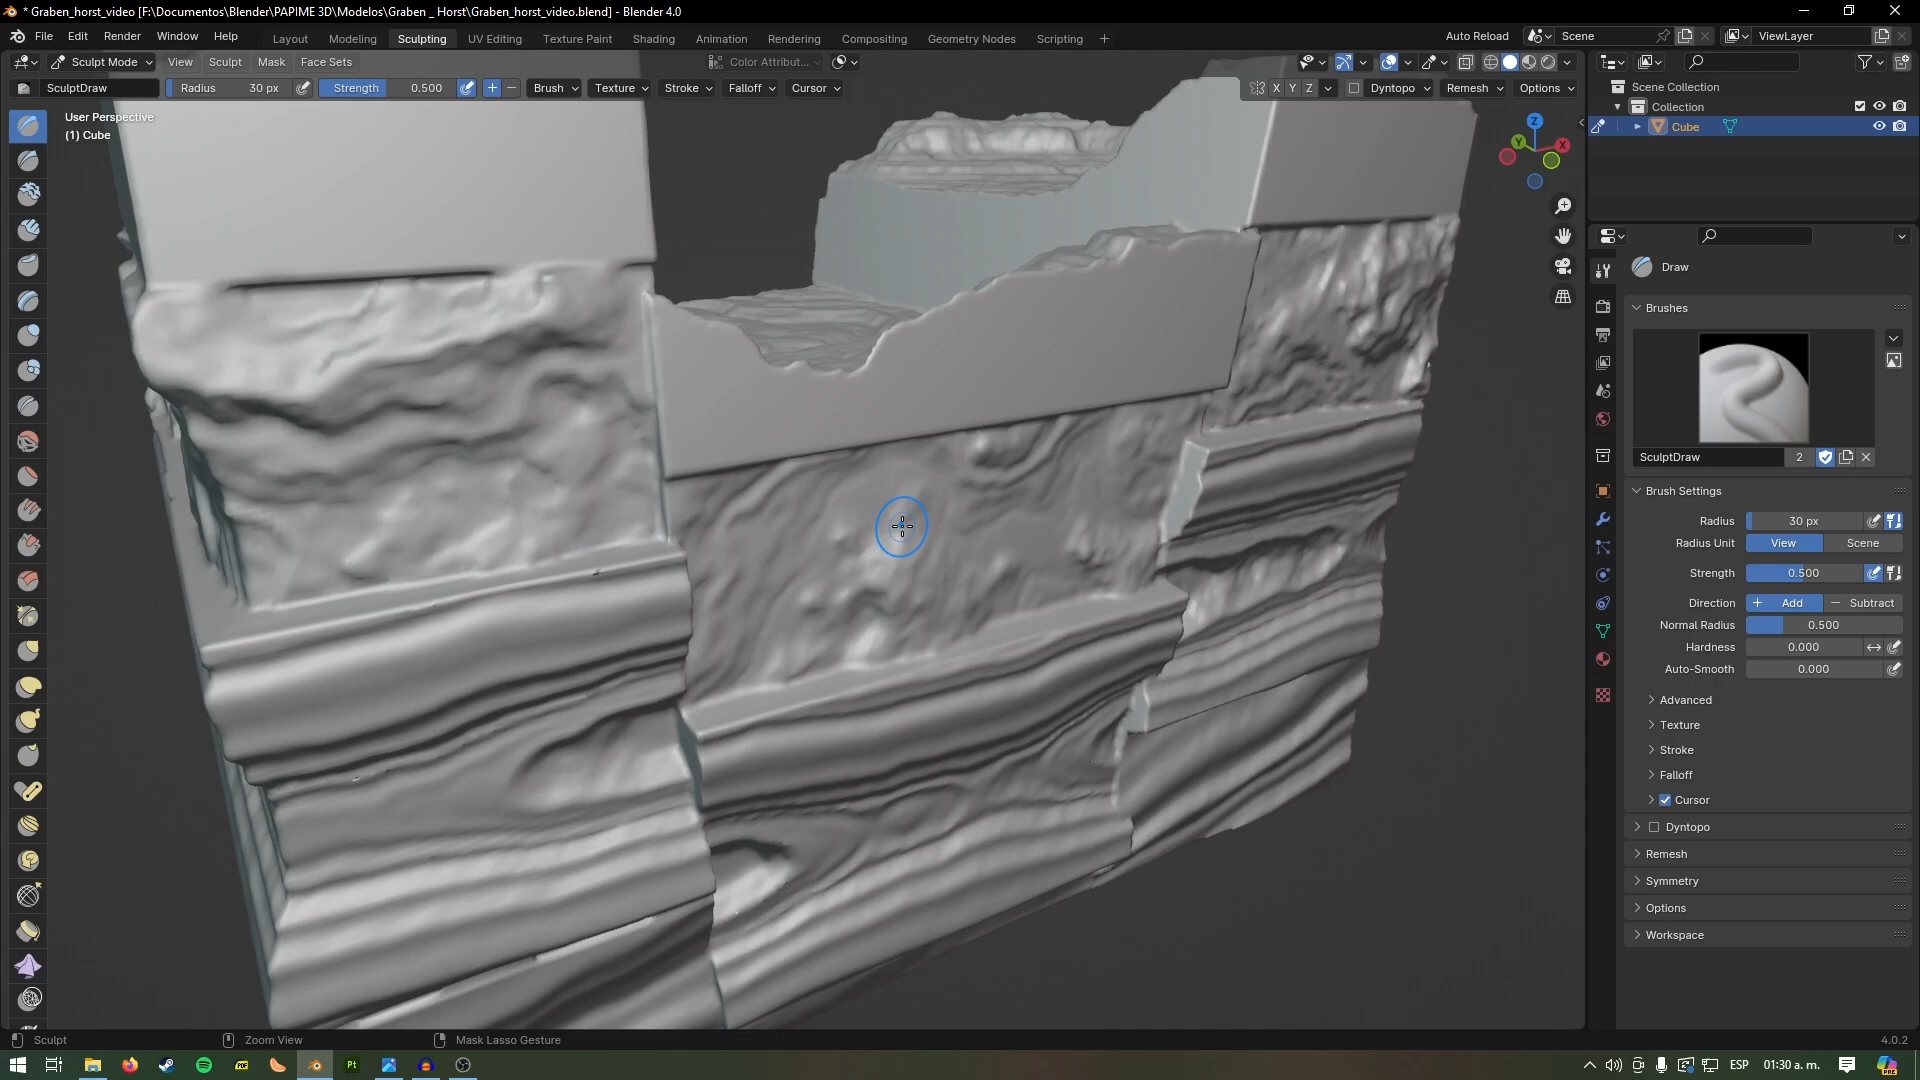 * Graben_horst_video [F:\Documentos\Blender\PAPIME 3D\Modelos\Graben _ Horst\Graben_horst_video.blend] - Blender 4.0
File Edit Render Window Help Layout Modeling Sculpting UV Editing Texture Paint Shading Animation Rendering Compositing Geometry Nodes Scripting + Auto Reload Scene ViewLayer
Sculpt Mode View Sculpt Mask Face Sets Color Attribut...
SculptDraw Radius 30 px Strength 0.500 Brush Texture Stroke Falloff Cursor X Y Z Dyntopo Remesh Options
User Perspective
(1) Cube
Z
Y X
Scene Collection
Collection
Cube
Draw
Brushes
SculptDraw 2
Brush Settings
Radius 30 px
Radius Unit View Scene
Strength 0.500
Direction + Add − Subtract
Normal Radius 0.500
Hardness 0.000
Auto-Smooth 0.000
Advanced
Texture
Stroke
Falloff
Cursor
Dyntopo
Remesh
Symmetry
Options
Workspace
Sculpt Zoom View Mask Lasso Gesture 4.0.2
Pt ESP 01:30 a. m.